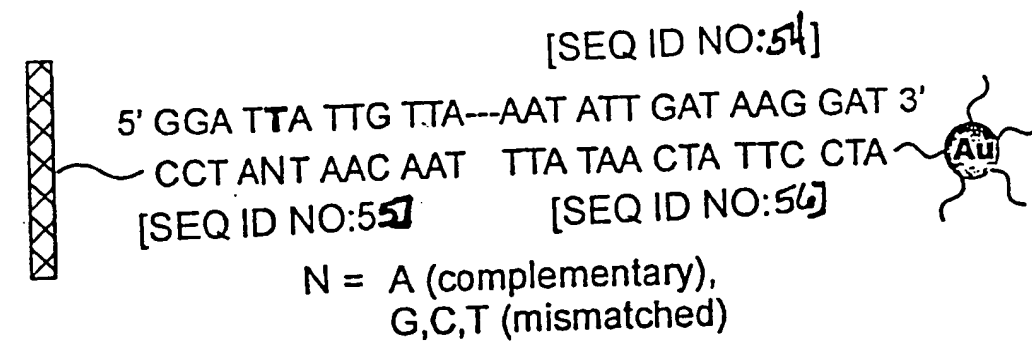 [SEQ ID NO:54]
5' GGA TTA TTG TTA---AAT ATT GAT AAG GAT 3'
CCT ANT AAC AAT TTA TAA CTA TTC CTA
Au
[SEQ ID NO:55]
[SEQ ID NO:56]
N = A (complementary),
G,C,T (mismatched)